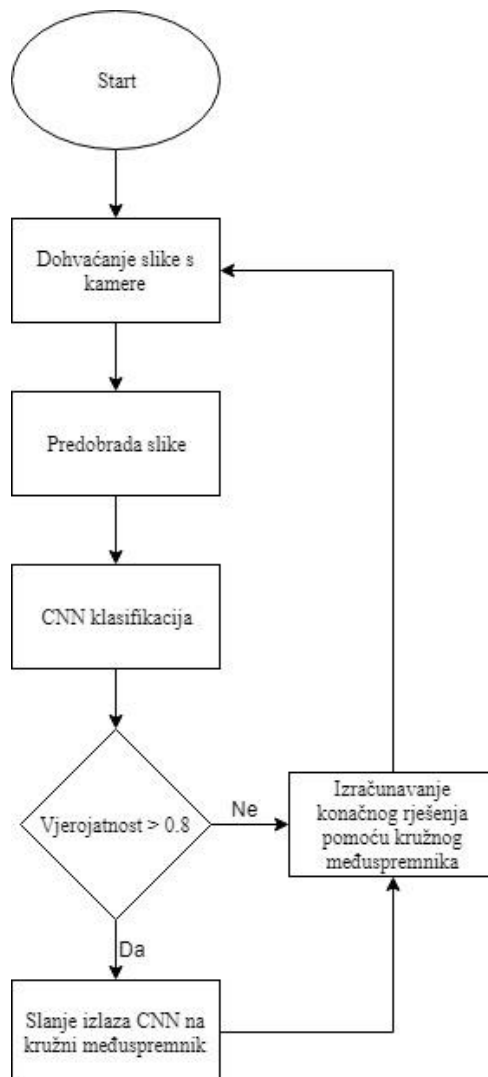 Start
Dohvaćanje slike s
kamere
Predobrada slike
CNN klasifikacija
Vjerojatnost > 0.8
Ne
Izračunavanje
konačnog rješenja
pomoću kružnog
međuspremnika
Da
Slanje izlaza CNN na
kružni međuspremnik